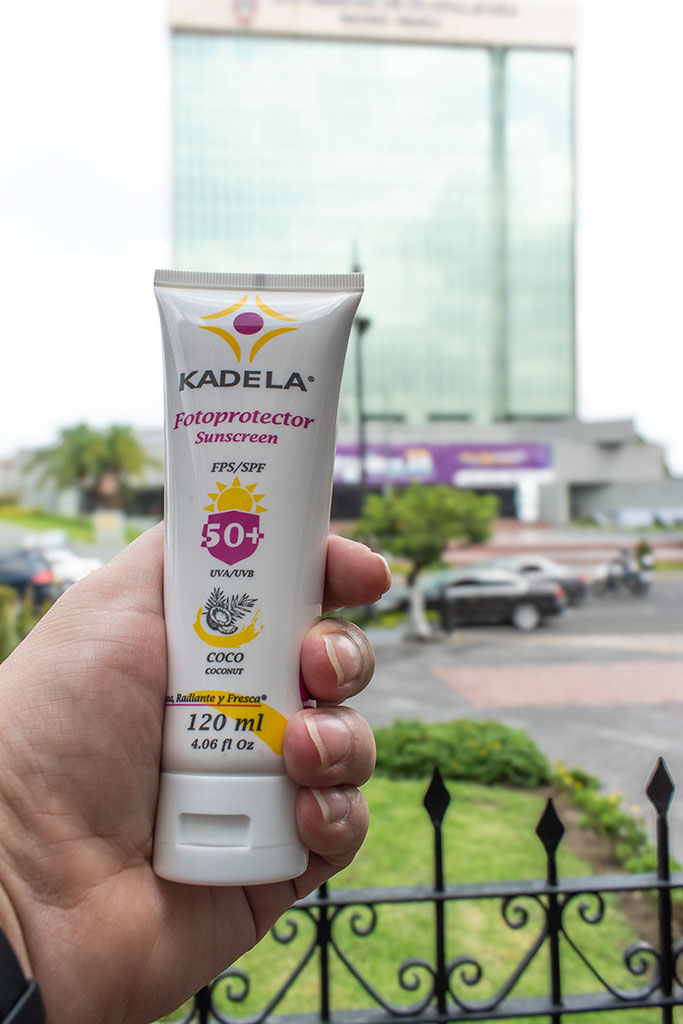 KADELA®
Fotoprotector
Sunscreen
FPS/SPF
50+
UVA/UVB
COCO
COCONUT
Radiante y Fresca®
120 ml
4.06 fl Oz